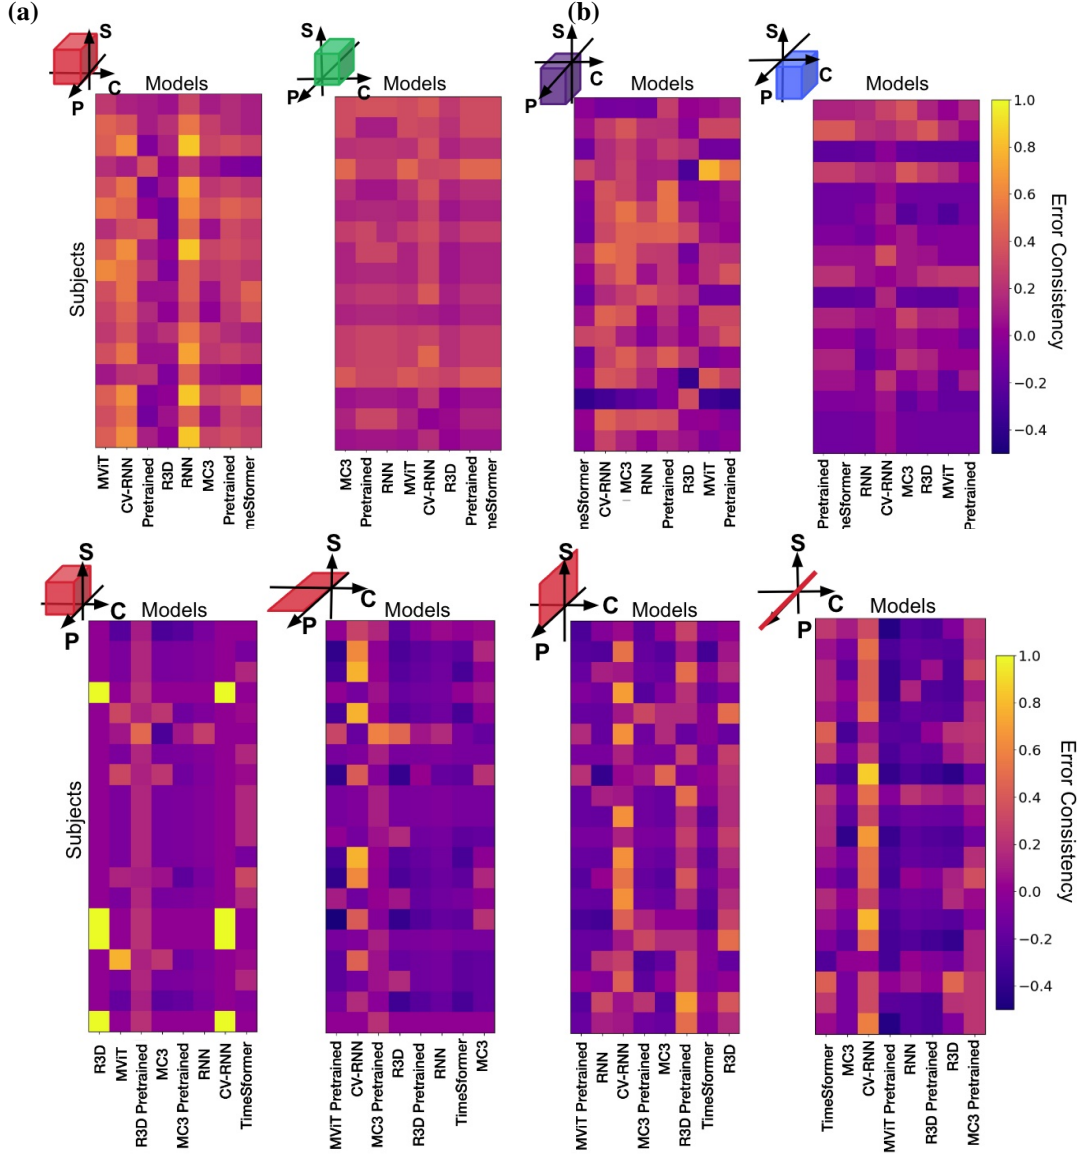 (a)
(b)
S
C
P
Models
S
C
P
S
C
P
S
C
P
Models
Subjects
MViT
CV-RNN
Pretrained
R3D
RNN
MC3
Pretrained
meSformer
MC3
Pretrained
RNN
MViT
CV-RNN
R3D
Pretrained
meSformer
neSformer
CV-RNN
MC3
RNN
Pretrained
R3D
MViT
Pretrained
Pretrained
neSformer
RNN
CV-RNN
MC3
R3D
MViT
Pretrained
1.0
0.8
0.6
0.4
0.2
0.0
−0.2
−0.4
Error Consistency
S
C
P
Models
S
C
P
Models
S
C
P
S
C
P
Models
Subjects
R3D
MViT
R3D Pretrained
MC3
MC3 Pretrained
RNN
CV-RNN
TimeSformer
MViT Pretrained
CV-RNN
MC3 Pretrained
R3D
R3D Pretrained
RNN
TimeSformer
MC3
MViT Pretrained
RNN
CV-RNN
MC3 Pretrained
MC3
R3D Pretrained
TimeSformer
R3D
TimeSformer
MC3
CV-RNN
MViT Pretrained
RNN
R3D Pretrained
R3D
MC3 Pretrained
1.0
0.8
0.6
0.4
0.2
0.0
−0.2
−0.4
Error Consistency